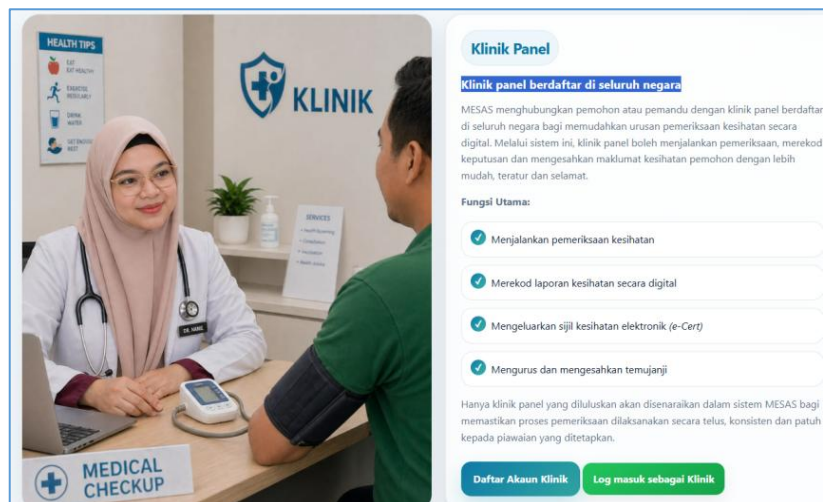 HEALTH TIPS
EAT
EAT HEALTHY
EXERCISE
REGULARLY
DRINK
WATER
KLINIK
SERVICES
DR. HANIS
MEDICAL
CHECKUP
Klinik Panel
Klinik panel berdaftar di seluruh negara
MESAS menghubungkan pemohon atau pemandu dengan klinik panel berdaftar
di seluruh negara bagi memudahkan urusan pemeriksaan kesihatan secara
digital. Melalui sistem ini, klinik panel boleh menjalankan pemeriksaan, merekod
keputusan dan mengesahkan maklumat kesihatan pemohon dengan lebih
mudah, teratur dan selamat.
Fungsi Utama:
Menjalankan pemeriksaan kesihatan
Merekod laporan kesihatan secara digital
Mengeluarkan sijil kesihatan elektronik (e-Cert)
Mengurus dan mengesahkan temujanji
Hanya klinik panel yang diluluskan akan disenaraikan dalam sistem MESAS bagi
memastikan proses pemeriksaan dilaksanakan secara telus, konsisten dan patuh
kepada piawaian yang ditetapkan.
Daftar Akaun Klinik
Log masuk sebagai Klinik